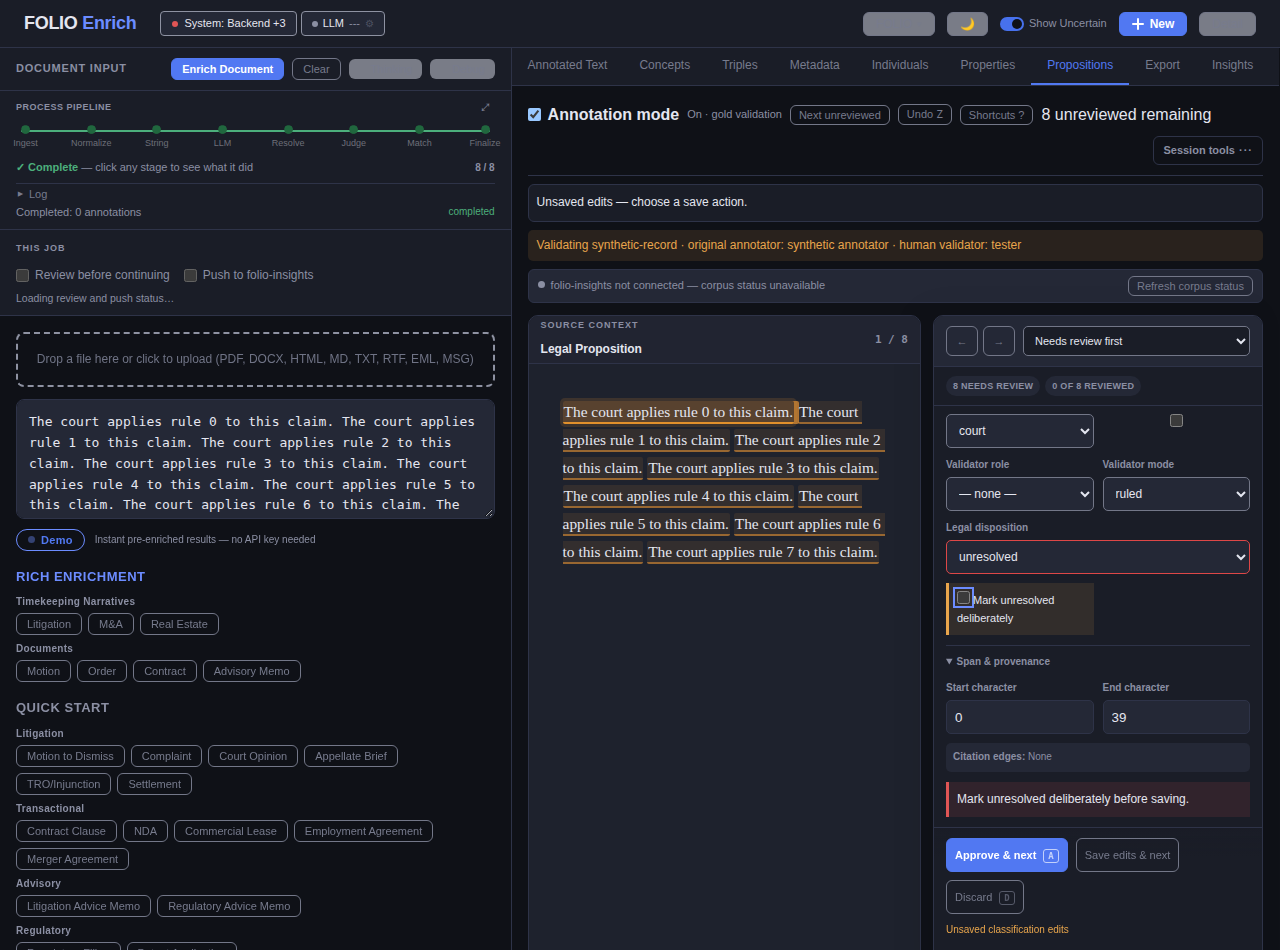 FOLIO Enrich
System: Backend +3
LLM ---
Show Uncertain
New
DOCUMENT INPUT
Enrich Document
Clear
Annotated Text
Concepts
Triples
Metadata
Individuals
Properties
Propositions
Export
Insights
PROCESS PIPELINE
Ingest
Normalize
String
LLM
Resolve
Judge
Match
Finalize
✓ Complete — click any stage to see what it did
8 / 8
Log
Completed: 0 annotations
completed
THIS JOB
Review before continuing
Push to folio-insights
Loading review and push status…
Drop a file here or click to upload (PDF, DOCX, HTML, MD, TXT, RTF, EML, MSG)
The court applies rule 0 to this claim. The court applies
rule 1 to this claim. The court applies rule 2 to this
claim. The court applies rule 3 to this claim. The court
applies rule 4 to this claim. The court applies rule 5 to
this claim. The court applies rule 6 to this claim. The
Demo
Instant pre-enriched results — no API key needed
RICH ENRICHMENT
Timekeeping Narratives
Litigation
M&A
Real Estate
Documents
Motion
Order
Contract
Advisory Memo
QUICK START
Litigation
Motion to Dismiss
Complaint
Court Opinion
Appellate Brief
TRO/Injunction
Settlement
Transactional
Contract Clause
NDA
Commercial Lease
Employment Agreement
Merger Agreement
Advisory
Litigation Advice Memo
Regulatory Advice Memo
Regulatory
Annotation mode
On · gold validation
Next unreviewed
Undo Z
Shortcuts ?
8 unreviewed remaining
Session tools ···
Unsaved edits — choose a save action.
Validating synthetic-record · original annotator: synthetic annotator · human validator: tester
folio-insights not connected — corpus status unavailable
Refresh corpus status
SOURCE CONTEXT
Legal Proposition
1 / 8
The court applies rule 0 to this claim. The court
applies rule 1 to this claim. The court applies rule 2
to this claim. The court applies rule 3 to this claim.
The court applies rule 4 to this claim. The court
applies rule 5 to this claim. The court applies rule 6
to this claim. The court applies rule 7 to this claim.
←
→
Needs review first
8 NEEDS REVIEW
0 OF 8 REVIEWED
court
Validator role
Validator mode
— none —
ruled
Legal disposition
unresolved
Mark unresolved
deliberately
Span & provenance
Start character
End character
0
39
Citation edges: None
Mark unresolved deliberately before saving.
Approve & next A
Save edits & next
Discard D
Unsaved classification edits